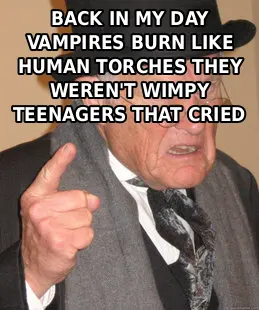 BACK IN MY DAY
VAMPIRES BURN LIKE
HUMAN TORCHES THEY
WEREN'T WIMPY
TEENAGERS THAT CRIED